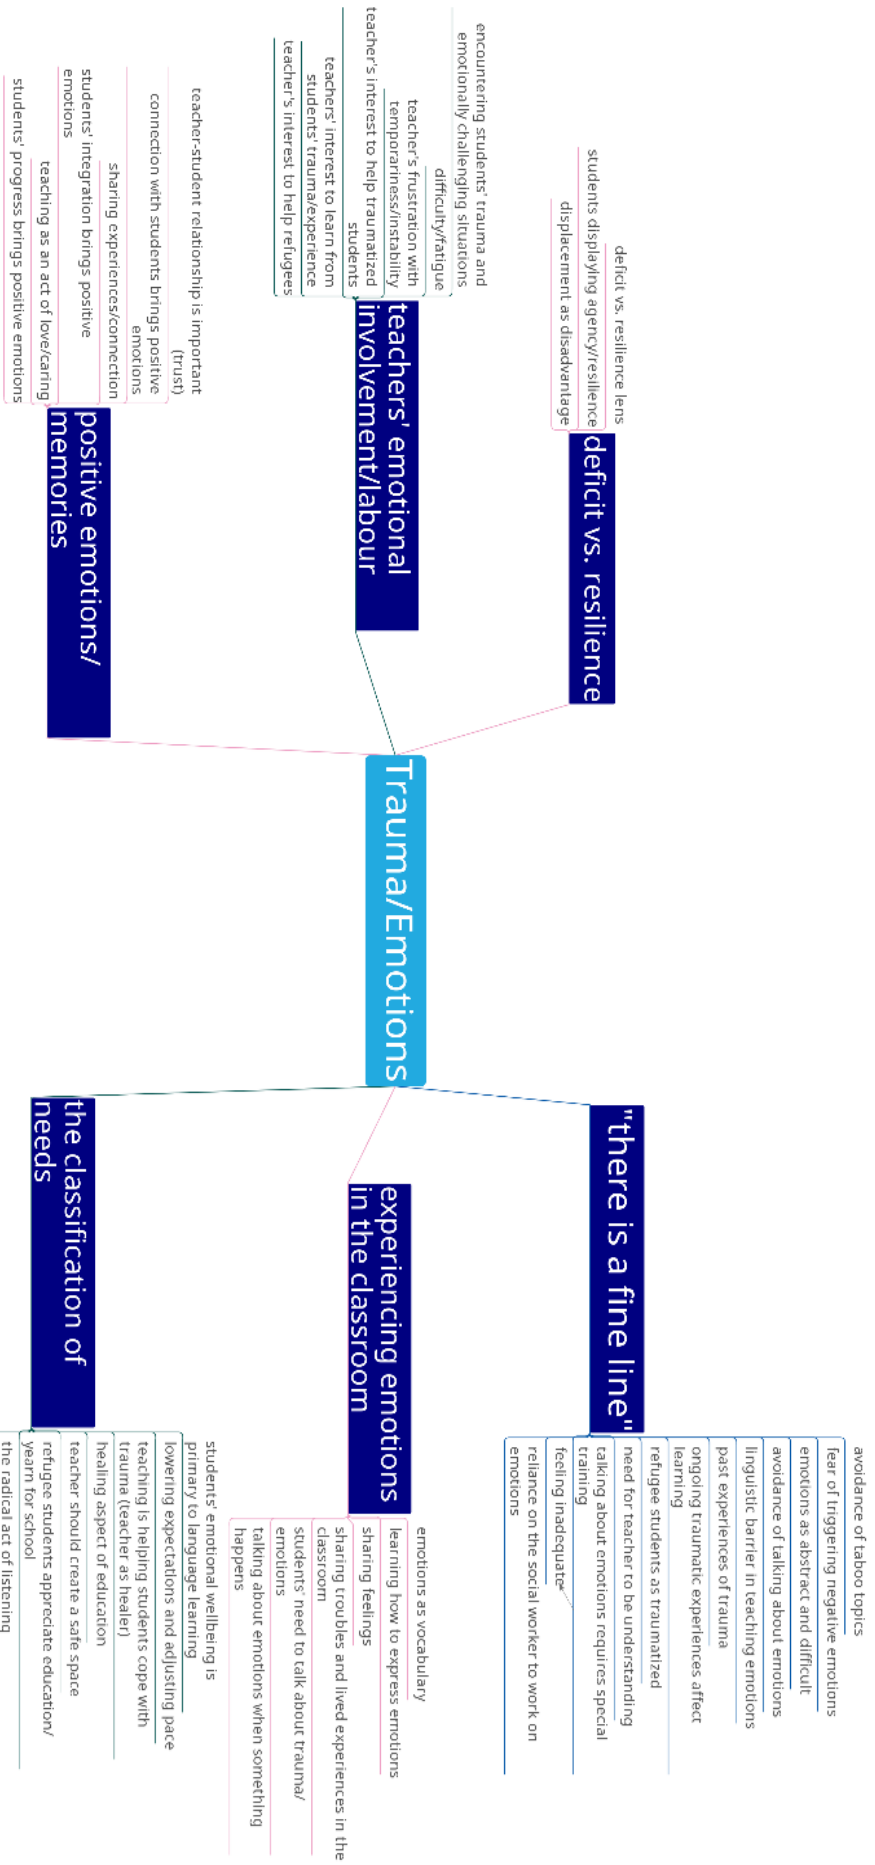 Trauma/Emotions
deficit vs. resilience
deficit vs. resilience lens
students displaying agency/resilience
displacement as disadvantage
teachers' emotional
involvement/labour
encountering students' trauma and
emotionally challenging situations
difficulty/fatigue
teacher's frustration with
temporariness/instability
teacher's interest to help traumatized
students
teachers' interest to learn from
students' trauma/experience
teacher's interest to help refugees
positive emotions/
memories
teacher-student relationship is important
(trust)
connection with students brings positive
emotions
sharing experiences/connection
students' integration brings positive
emotions
teaching as an act of love/caring
students' progress brings positive emotions
"there is a fine line"
avoidance of taboo topics
fear of triggering negative emotions
emotions as abstract and difficult
avoidance of talking about emotions
linguistic barrier in teaching emotions
past experiences of trauma
ongoing traumatic experiences affect
learning
refugee students as traumatized
need for teacher to be understanding
talking about emotions requires special
training
feeling inadequate
reliance on the social worker to work on
emotions
experiencing emotions
in the classroom
emotions as vocabulary
learning how to express emotions
sharing feelings
sharing troubles and lived experiences in the
classroom
students' need to talk about trauma/
emotions
talking about emotions when something
happens
the classification of
needs
students' emotional wellbeing is
primary to language learning
lowering expectations and adjusting pace
teaching is helping students cope with
trauma (teacher as healer)
healing aspect of education
teacher should create a safe space
refugee students appreciate education/
yearn for school
the radical act of listening